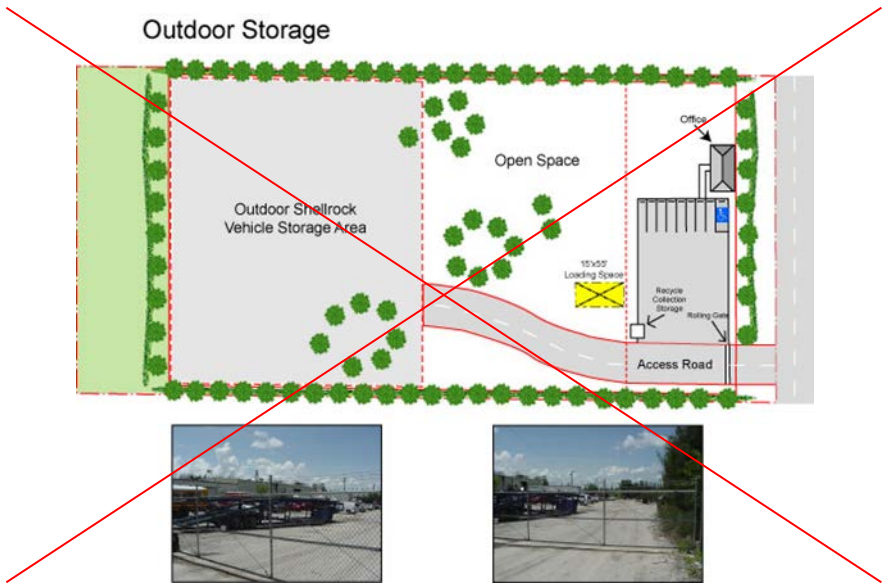 Outdoor Storage
Office
Open Space
Outdoor Shellrock
Vehicle Storage Area
15'x55'
Loading Space
Recycle
Collection
Storage
Rolling Gate
Access Road